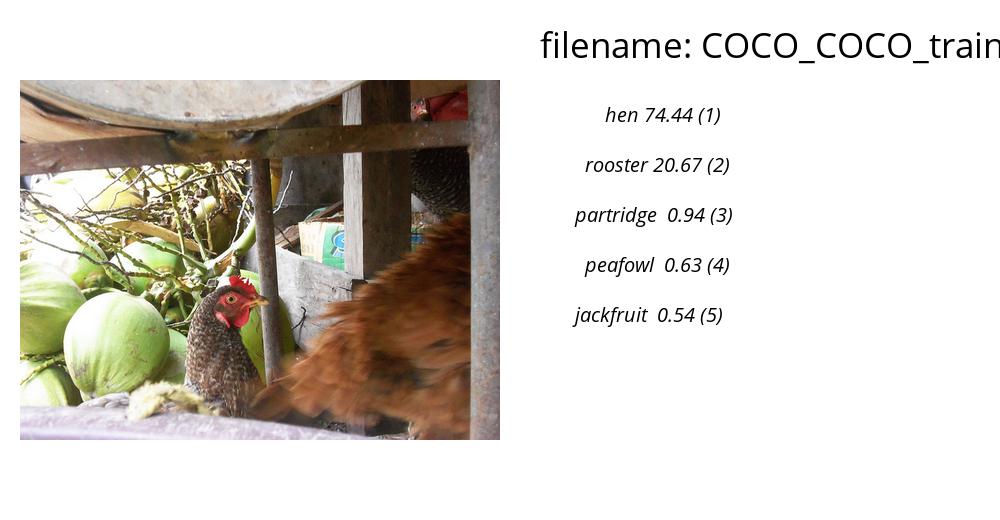 filename: COCO_COCO_train
hen 74.44 (1)
rooster 20.67 (2)
partridge 0.94 (3)
peafowl 0.63 (4)
jackfruit 0.54 (5)